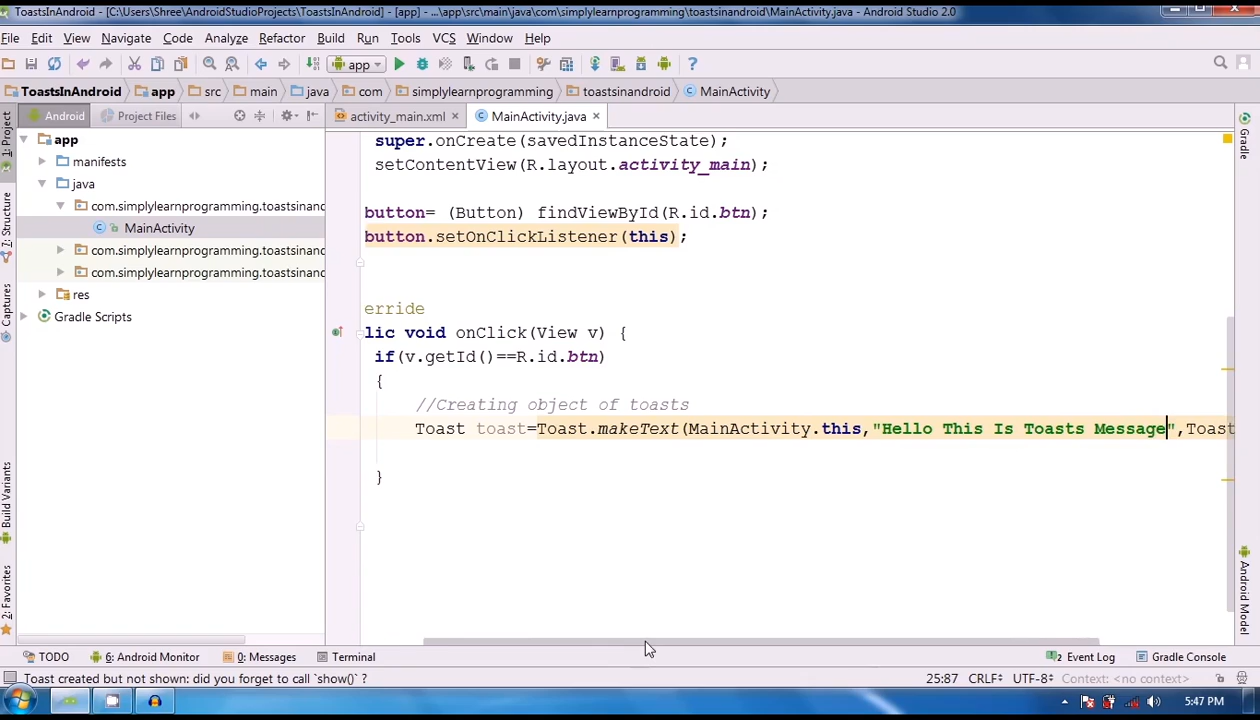 ToastsInAndroid - [C:\Users\Shree\AndroidStudioProjects\ToastsInAndroid] - [app] - ...\app\src\main\java\com\simplylearnprogramming\toastsinandroid\MainActivity.java - Android Studio 2.0
File Edit View Navigate Code Analyze Refactor Build Run Tools VCS Window Help
app
ToastsInAndroid app src main java com simplylearnprogramming toastsinandroid MainActivity
1: Project
7: Structure
Captures
Build Variants
2: Favorites
Android Project Files
app
manifests
java
com.simplylearnprogramming.toastsinand
MainActivity
com.simplylearnprogramming.toastsinand
com.simplylearnprogramming.toastsinand
res
Gradle Scripts
activity_main.xml MainActivity.java
super.onCreate(savedInstanceState);
setContentView(R.layout.activity_main);
button= (Button) findViewById(R.id.btn);
button.setOnClickListener(this);
erride
lic void onClick(View v) {
if(v.getId()==R.id.btn)
{
//Creating object of toasts
Toast toast=Toast.makeText(MainActivity.this,"Hello This Is Toasts Message",Toast
}
Gradle
Android Model
TODO 6: Android Monitor 0: Messages Terminal 2 Event Log Gradle Console
Toast created but not shown: did you forget to call `show()` ? 25:87 CRLF UTF-8 Context: <no context>
5:47 PM